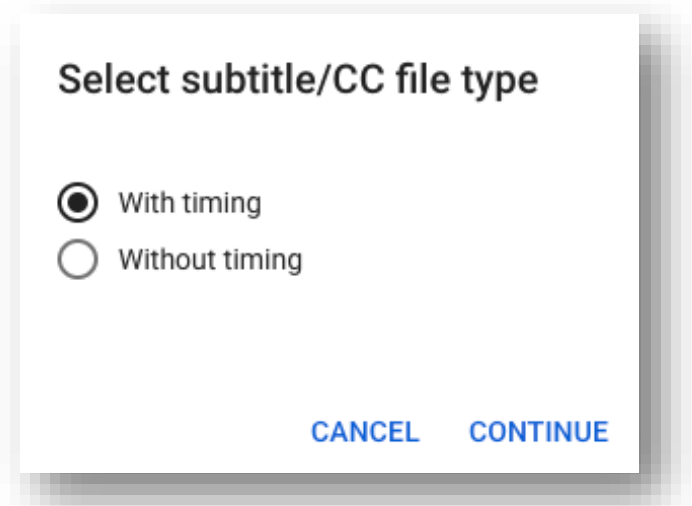 Select subtitle/CC file type
With timing
Without timing
CANCEL CONTINUE